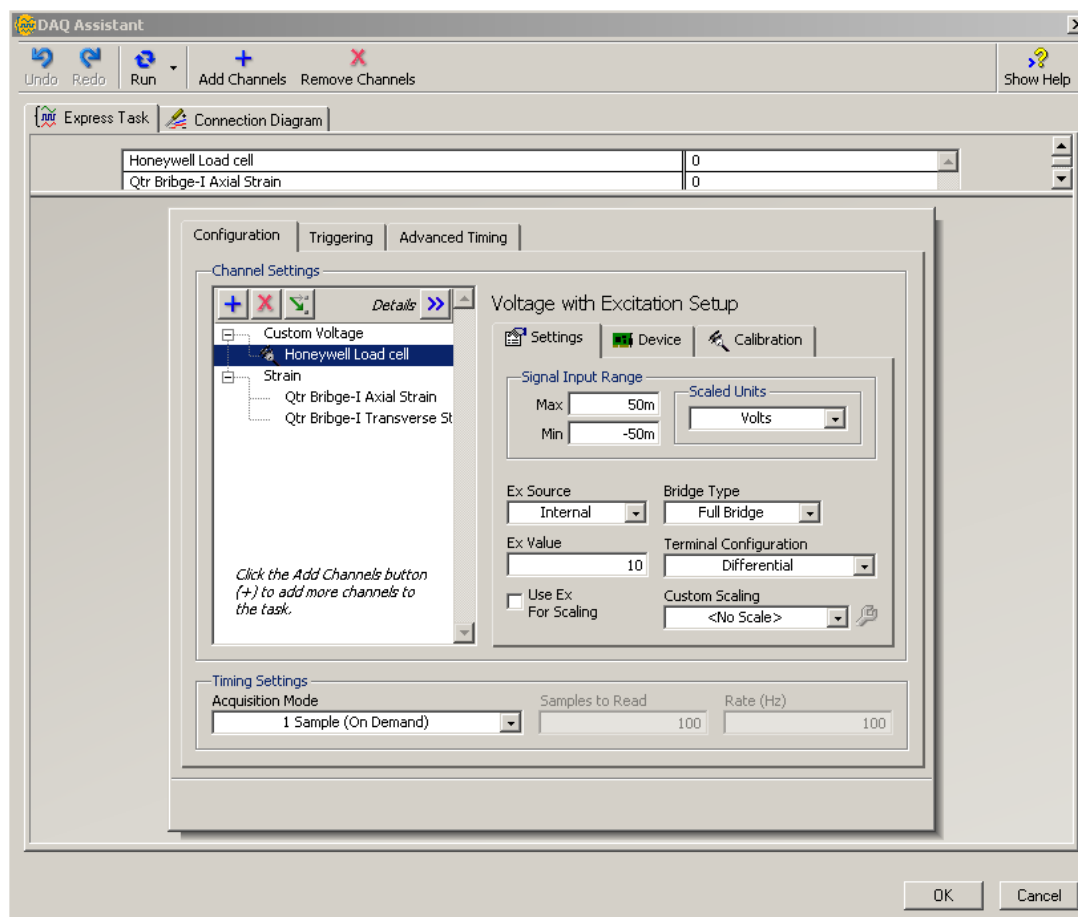 DAQ Assistant
Undo Redo Run Add Channels Remove Channels Show Help
Express Task Connection Diagram
Honeywell Load cell 0
Qtr Bribge-I Axial Strain 0
Configuration Triggering Advanced Timing
Channel Settings
Details
Custom Voltage
Honeywell Load cell
Strain
Qtr Bribge-I Axial Strain
Qtr Bribge-I Transverse St
Click the Add Channels button
(+) to add more channels to
the task.
Voltage with Excitation Setup
Settings Device Calibration
Signal Input Range
Max 50m
Min -50m
Scaled Units
Volts
Ex Source Bridge Type
Internal Full Bridge
Ex Value Terminal Configuration
10 Differential
Use Ex
For Scaling
Custom Scaling
<No Scale>
Timing Settings
Acquisition Mode Samples to Read Rate (Hz)
1 Sample (On Demand) 100 100
OK Cancel